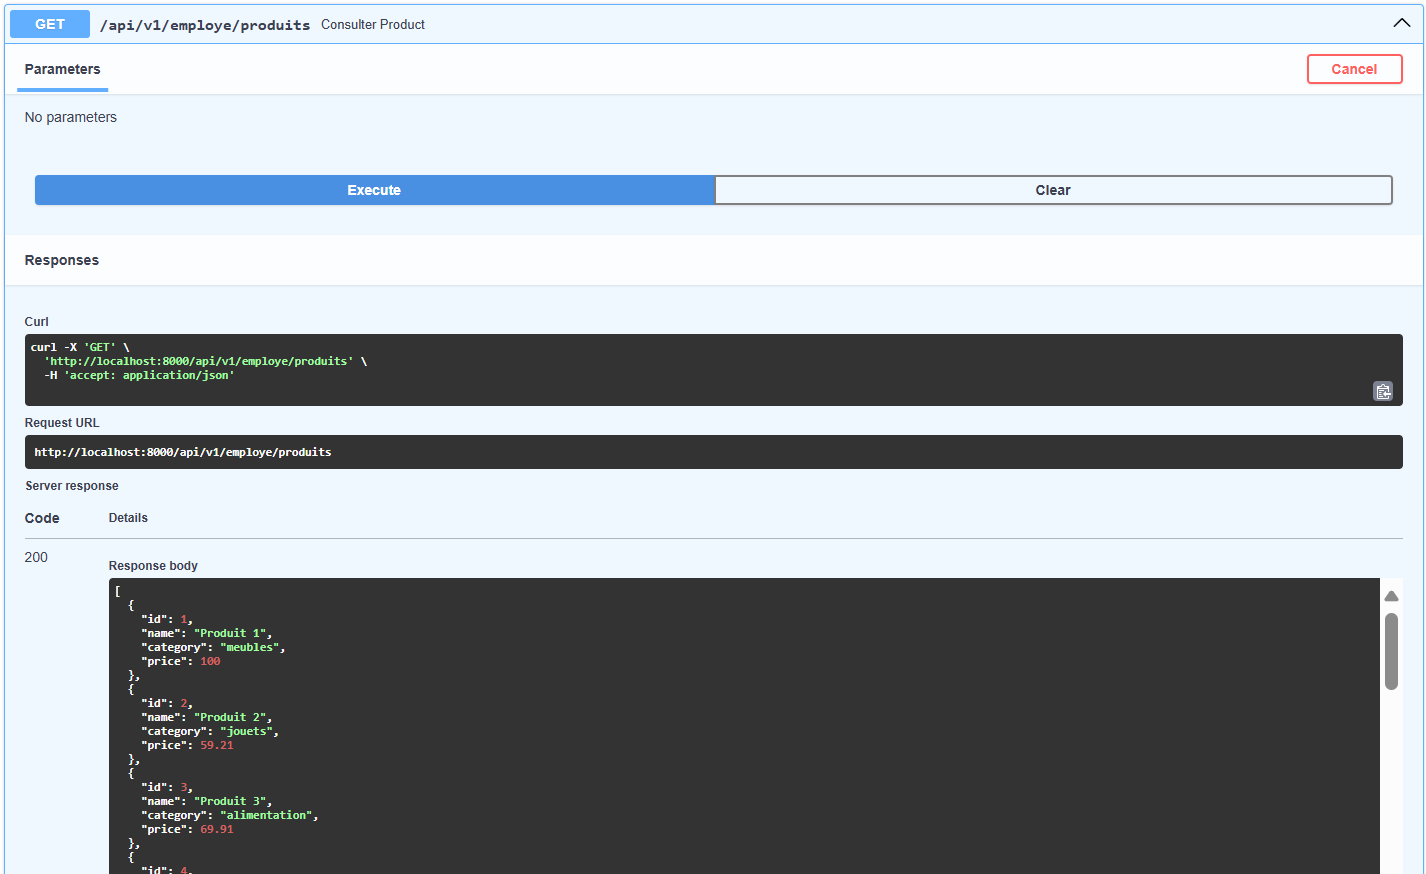 GET /api/v1/employe/produits Consulter Product
Parameters
Cancel
No parameters
Execute
Clear
Responses
Curl
curl -X 'GET' \
'http://localhost:8000/api/v1/employe/produits' \
-H 'accept: application/json'
Request URL
http://localhost:8000/api/v1/employe/produits
Server response
Code Details
200
Response body
[
{
"id": 1,
"name": "Produit 1",
"category": "meubles",
"price": 100
},
{
"id": 2,
"name": "Produit 2",
"category": "jouets",
"price": 59.21
},
{
"id": 3,
"name": "Produit 3",
"category": "alimentation",
"price": 69.91
},
{
"id": 4,